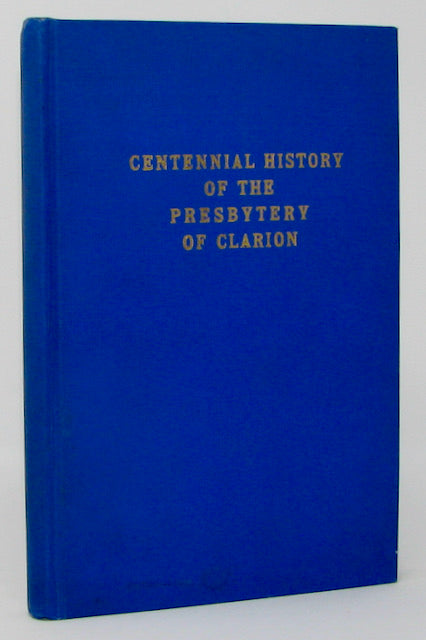 CENTENNIAL HISTORY
OF THE
PRESBYTERY
OF CLARION